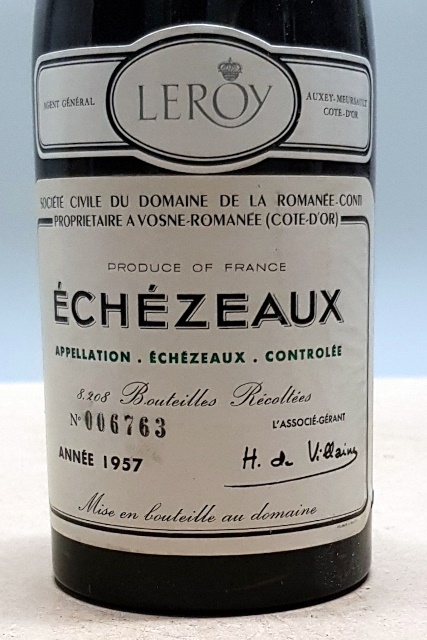 LEROY
AGENT GÉNÉRAL
AUXEY-MEURSAULT
COTE-D'OR
SOCIÉTÉ CIVILE DU DOMAINE DE LA ROMANÉE-CONTI
PROPRIETAIRE A VOSNE-ROMANÉE (COTE-D'OR)
PRODUCE OF FRANCE
ÉCHÉZEAUX
APPELLATION . ÉCHÉZEAUX . CONTROLÉE
8.208 Bouteilles Récoltées
N° 006763
L'ASSOCIÉ-GÉRANT
ANNÉE 1957
H. de Villaine
Mise en bouteille au domaine